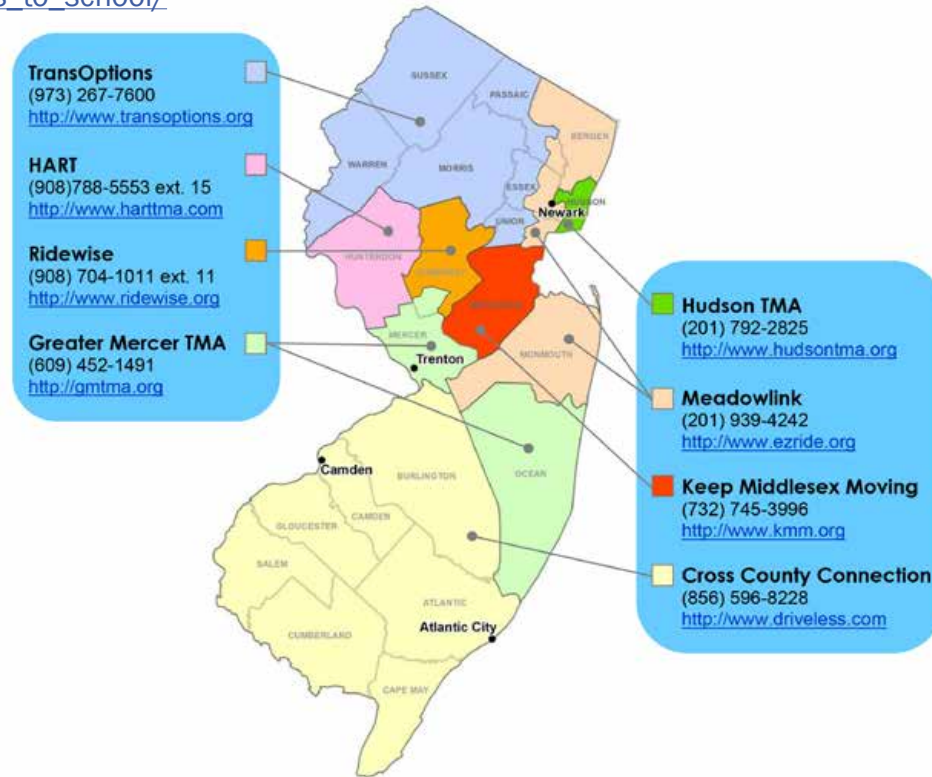 s_to_school/
TransOptions
(973) 267-7600
http://www.transoptions.org
HART
(908)788-5553 ext. 15
http://www.harttma.com
Ridewise
(908) 704-1011 ext. 11
http://www.ridewise.org
Greater Mercer TMA
(609) 452-1491
http://gmtma.org
SUSSEX
PASSAIC
BERGEN
WARREN
MORRIS
ESSEX
HUDSON
Newark
UNION
HUNTERDON
SOMERSET
MIDDLESEX
MERCER
Trenton
MONMOUTH
OCEAN
Camden
BURLINGTON
CAMDEN
GLOUCESTER
SALEM
ATLANTIC
Atlantic City
CUMBERLAND
CAPE MAY
Hudson TMA
(201) 792-2825
http://www.hudsontma.org
Meadowlink
(201) 939-4242
http://www.ezride.org
Keep Middlesex Moving
(732) 745-3996
http://www.kmm.org
Cross County Connection
(856) 596-8228
http://www.driveless.com